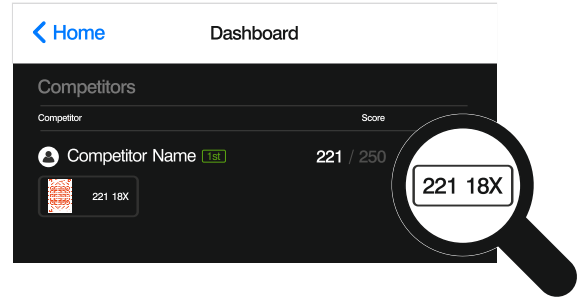 Home Dashboard
Competitors
Competitor Score
Competitor Name 1st 221 / 250
221 18X
221 18X